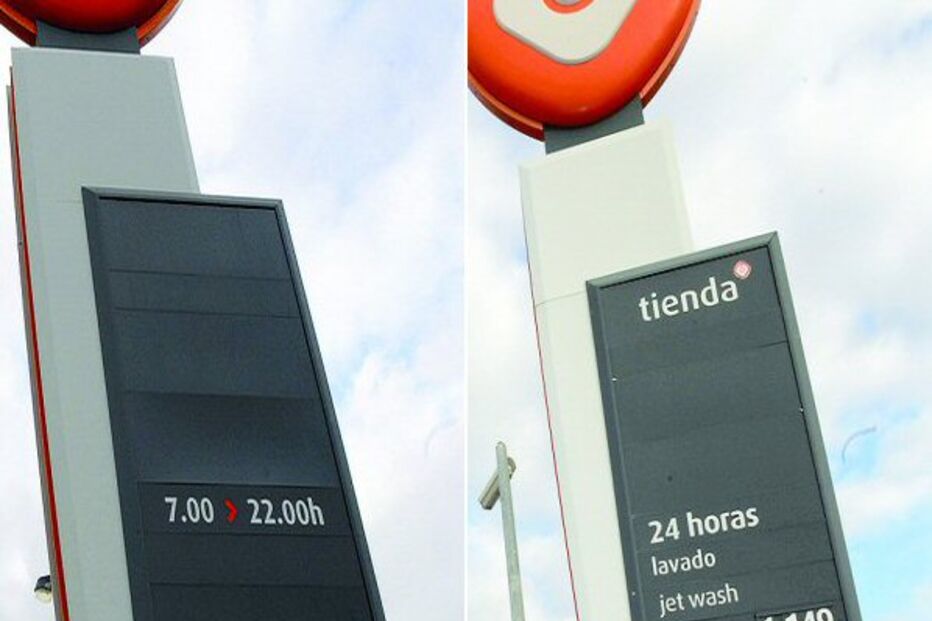 7.00 > 22.00h
tienda
24 horas
lavado
jet wash